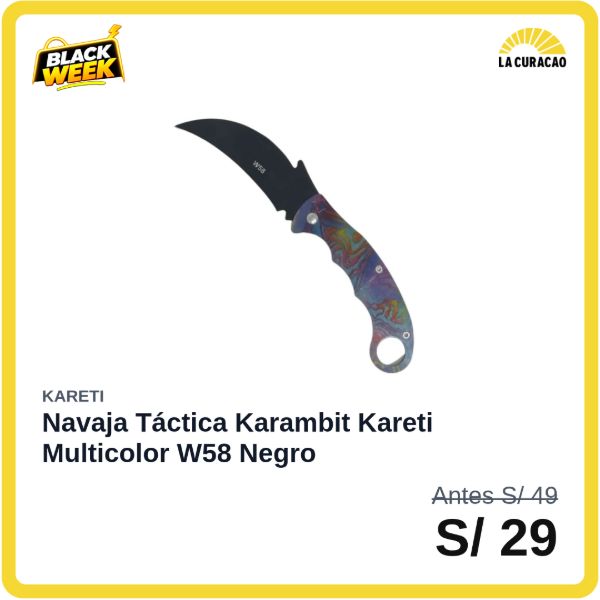 BLACK
WEEK
LA CURACAO
W58
KARETI
Navaja Táctica Karambit Kareti
Multicolor W58 Negro
Antes S/ 49
S/ 29